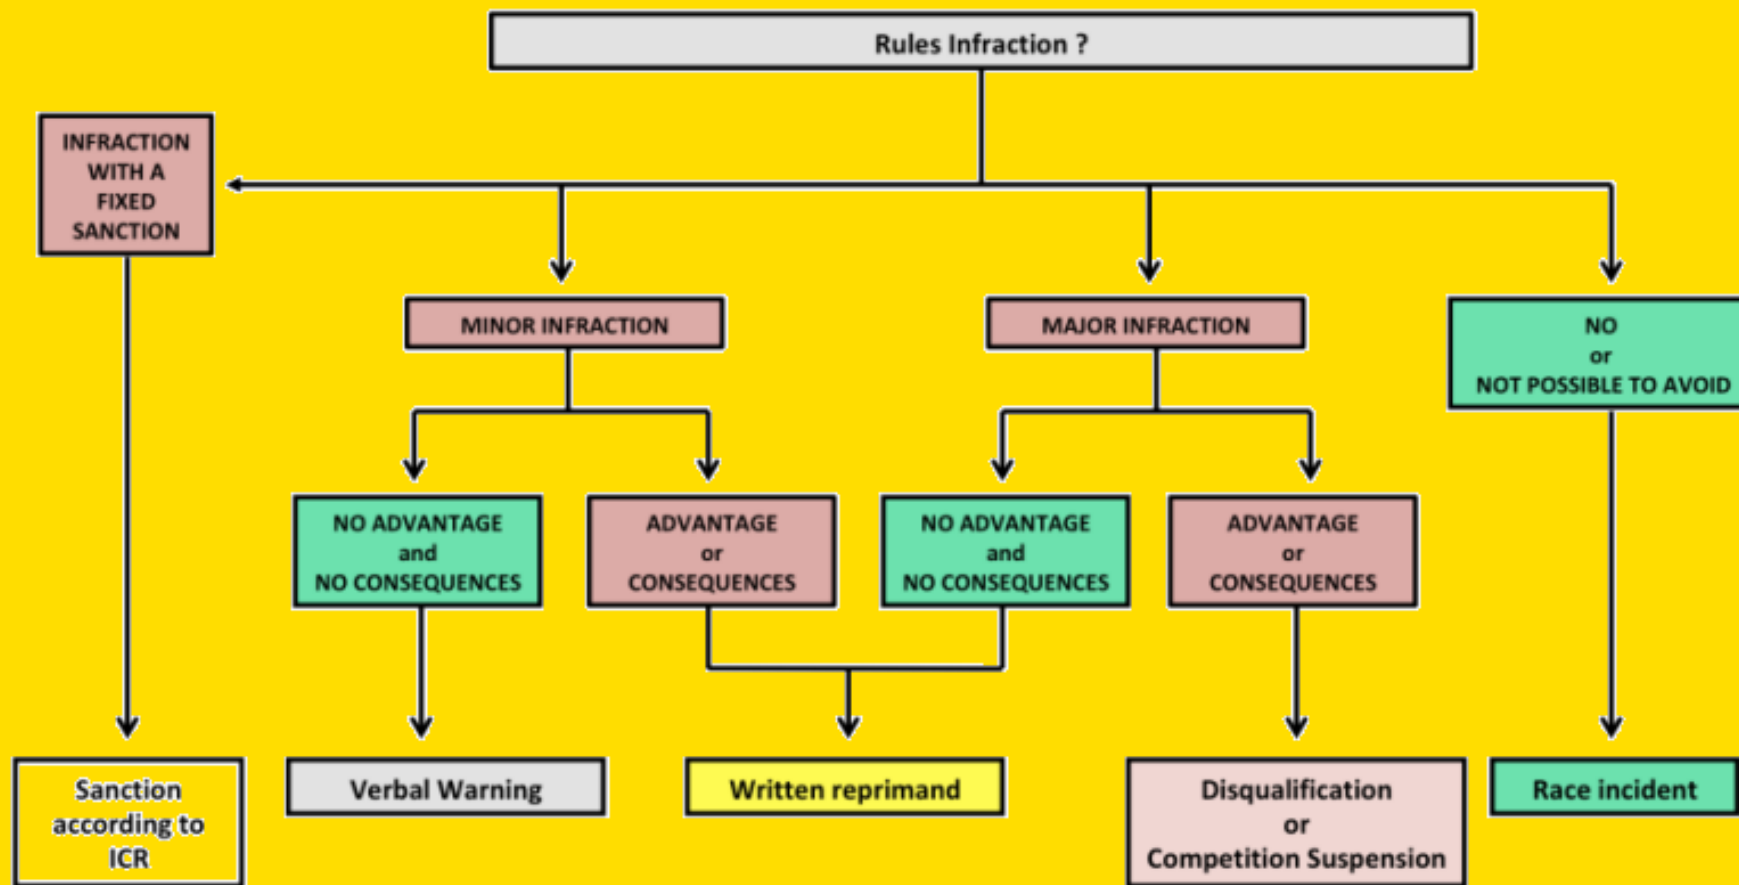 Rules Infraction ?
INFRACTION
WITH A
FIXED
SANCTION
MINOR INFRACTION
MAJOR INFRACTION
NO
or
NOT POSSIBLE TO AVOID
NO ADVANTAGE
and
NO CONSEQUENCES
ADVANTAGE
or
CONSEQUENCES
NO ADVANTAGE
and
NO CONSEQUENCES
ADVANTAGE
or
CONSEQUENCES
Sanction
according to
ICR
Verbal Warning
Written reprimand
Disqualification
or
Competition Suspension
Race incident